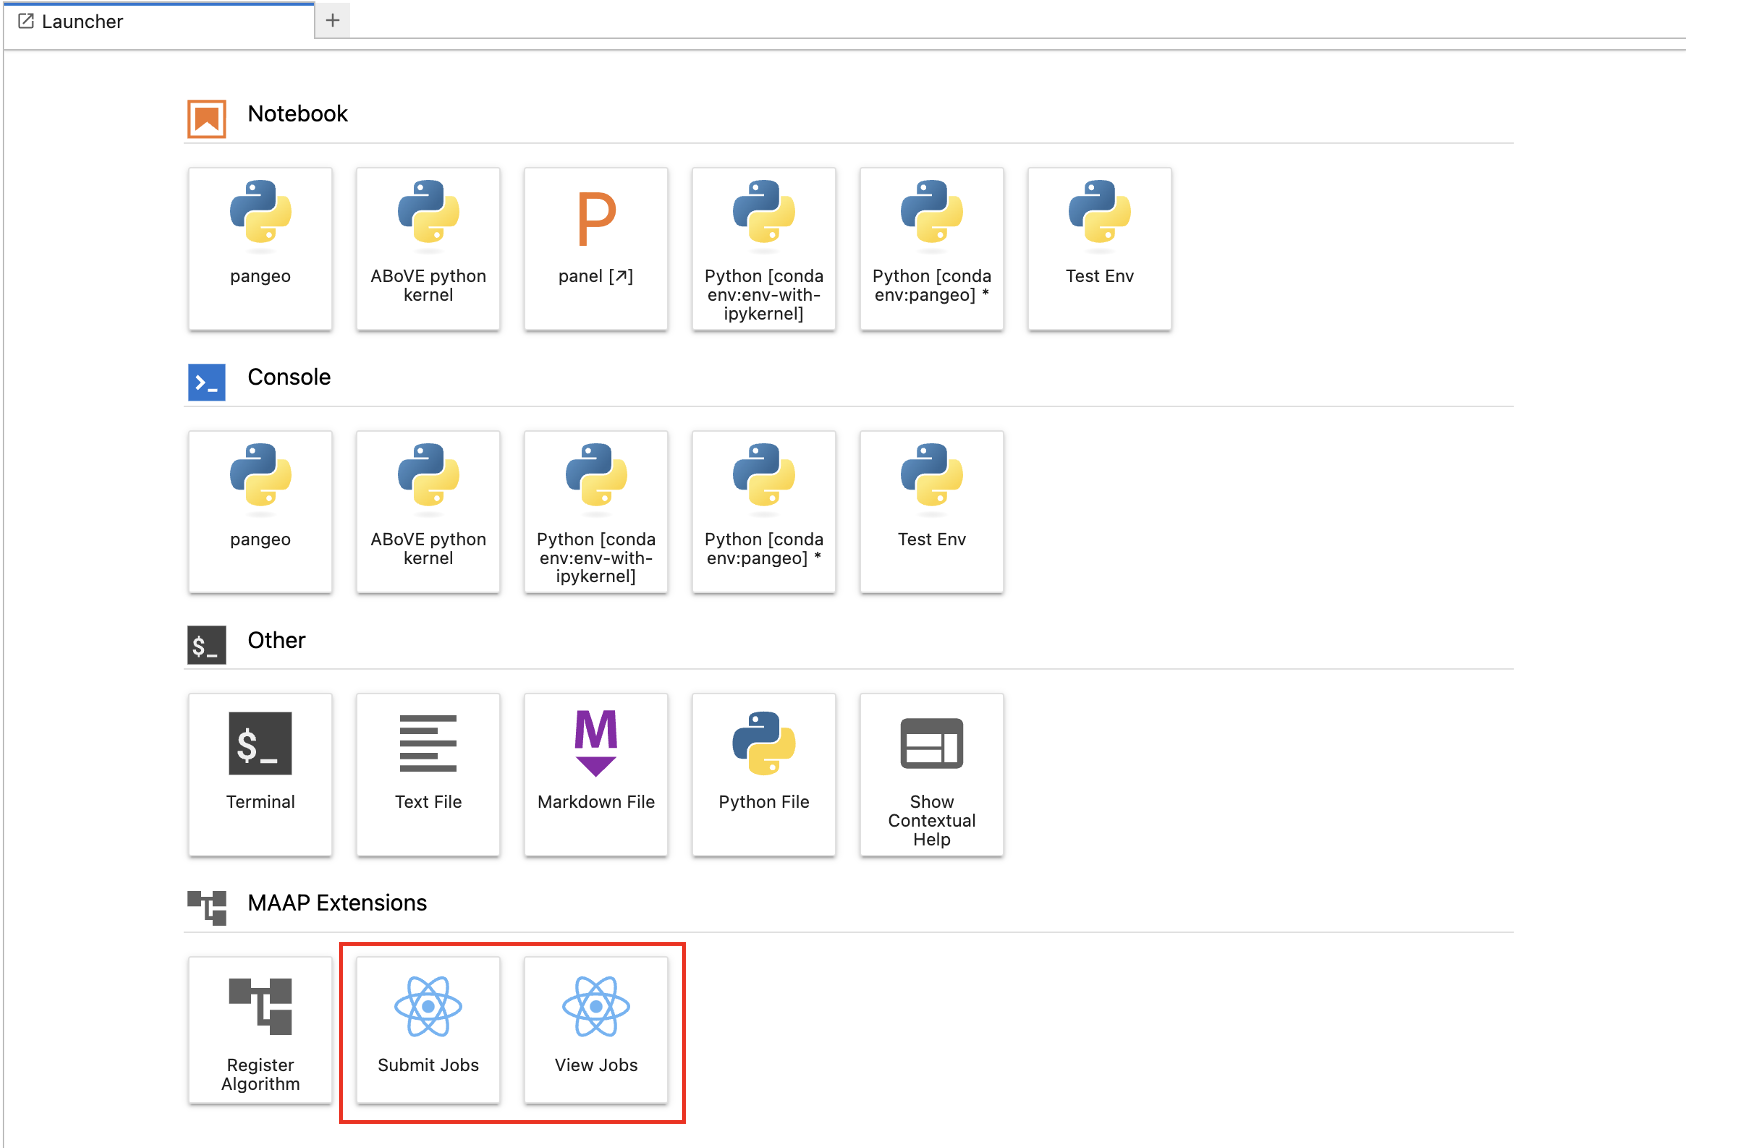 Launcher
Notebook
pangeo
ABoVE python
kernel
panel [↗]
Python [conda
env:env-with-
ipykernel]
Python [conda
env:pangeo] *
Test Env
Console
pangeo
ABoVE python
kernel
Python [conda
env:env-with-
ipykernel]
Python [conda
env:pangeo] *
Test Env
$_
Other
$_
Terminal
Text File
M
Markdown File
Python File
Show
Contextual
Help
MAAP Extensions
Register
Algorithm
Submit Jobs
View Jobs